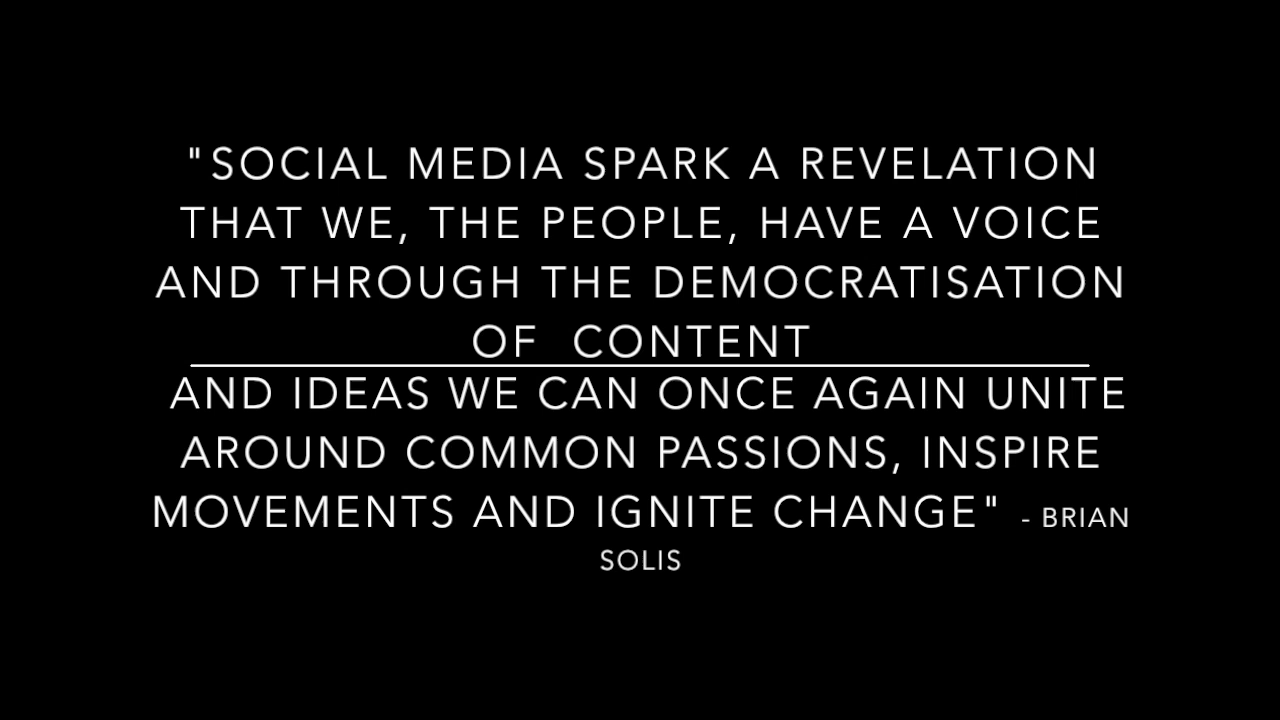 "SOCIAL MEDIA SPARK A REVELATION
THAT WE, THE PEOPLE, HAVE A VOICE
AND THROUGH THE DEMOCRATISATION
OF  CONTENT
AND IDEAS WE CAN ONCE AGAIN UNITE
AROUND COMMON PASSIONS, INSPIRE
MOVEMENTS AND IGNITE CHANGE" - BRIAN
SOLIS